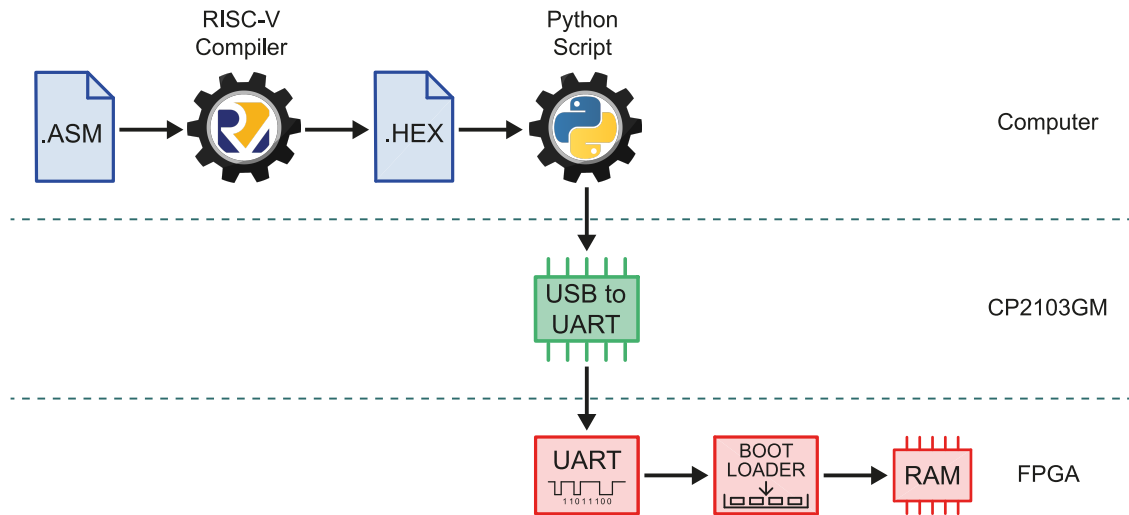 RISC-V
Compiler
Python
Script
.ASM
.HEX
Computer
USB to
UART
CP2103GM
UART
11011100
BOOT
LOADER
RAM
FPGA